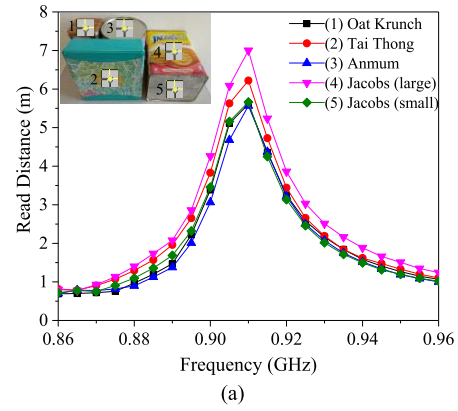 (a)
8
7
6
5
4
3
2
1
0
Read Distance (m)
0.86 0.88 0.90 0.92 0.94 0.96
Frequency (GHz)
(1) Oat Krunch
(2) Tai Thong
(3) Anmum
(4) Jacobs (large)
(5) Jacobs (small)
1 3 4
2
5
(a)